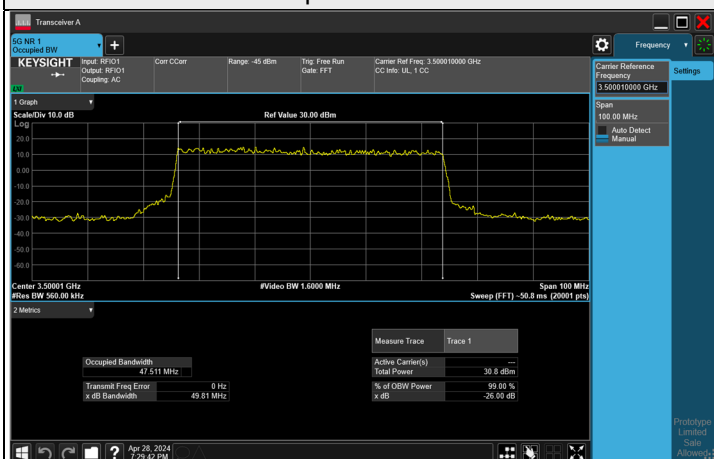 Transceiver A
5G NR 1
Occupied BW
Frequency
KEYSIGHT
Input: RFIO1
Output: RFIO1
Coupling: AC
Corr CCorr
Range: -45 dBm
Trig: Free Run
Gate: FFT
Carrier Ref Freq: 3.500010000 GHz
CC Info: UL, 1 CC
LXI
Carrier Reference
Frequency
3.500010000 GHz
Settings
Span
100.00 MHz
Auto Detect
Manual
1 Graph
Scale/Div 10.0 dB
Ref Value 30.00 dBm
Log
20.0
10.0
0.00
-10.0
-20.0
-30.0
-40.0
-50.0
-60.0
Center 3.50001 GHz
#Video BW 1.6000 MHz
Span 100 MHz
#Res BW 560.00 kHz
Sweep (FFT) ~50.8 ms (20001 pts)
2 Metrics
Measure Trace
Trace 1
Occupied Bandwidth
47.511 MHz
Active Carrier(s)
---
Total Power
30.8 dBm
Transmit Freq Error
0 Hz
x dB Bandwidth
49.81 MHz
% of OBW Power
99.00 %
x dB
-26.00 dB
Prototype
Limited
Sale
Allowed
?
Apr 28, 2024
7:29:42 PM